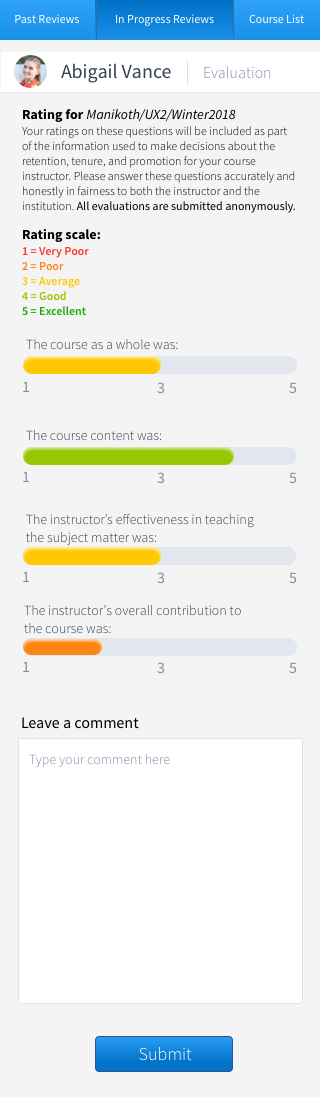 Past Reviews In Progress Reviews Course List
Abigail Vance Evaluation
Rating for Manikoth/UX2/Winter2018
Your ratings on these questions will be included as part
of the information used to make decisions about the
retention, tenure, and promotion for your course
instructor. Please answer these questions accurately and
honestly in fairness to both the instructor and the
institution. All evaluations are submitted anonymously.
Rating scale:
1 = Very Poor
2 = Poor
3 = Average
4 = Good
5 = Excellent
The course as a whole was:
1 3 5
The course content was:
1 3 5
The instructor's effectiveness in teaching
the subject matter was:
1 3 5
The instructor's overall contribution to
the course was:
1 3 5
Leave a comment
Type your comment here
Submit